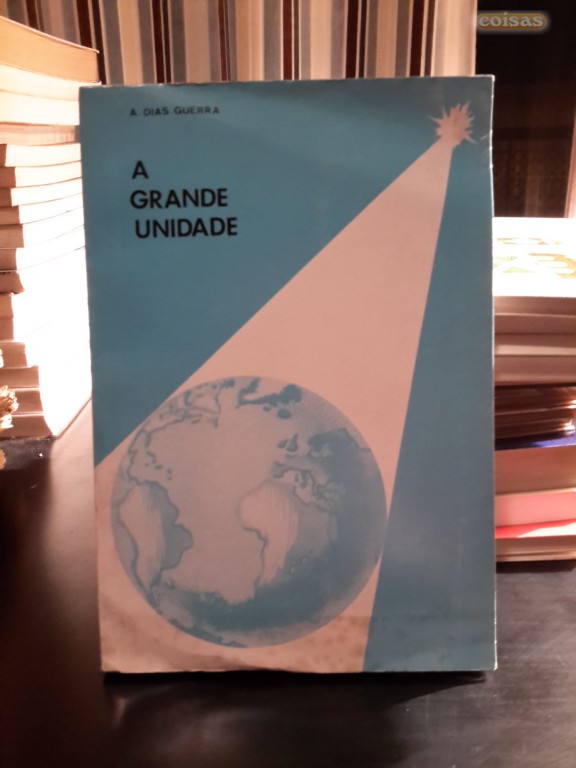 coisas
A. DIAS GUERRA
A
GRANDE
UNIDADE